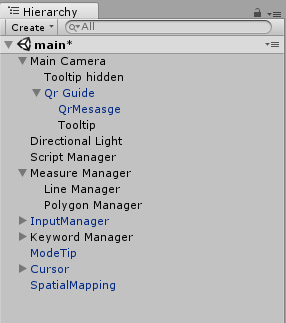 Hierarchy
Create All
main*
Main Camera
Tooltip hidden
Qr Guide
QrMesasge
Tooltip
Directional Light
Script Manager
Measure Manager
Line Manager
Polygon Manager
InputManager
Keyword Manager
ModeTip
Cursor
SpatialMapping